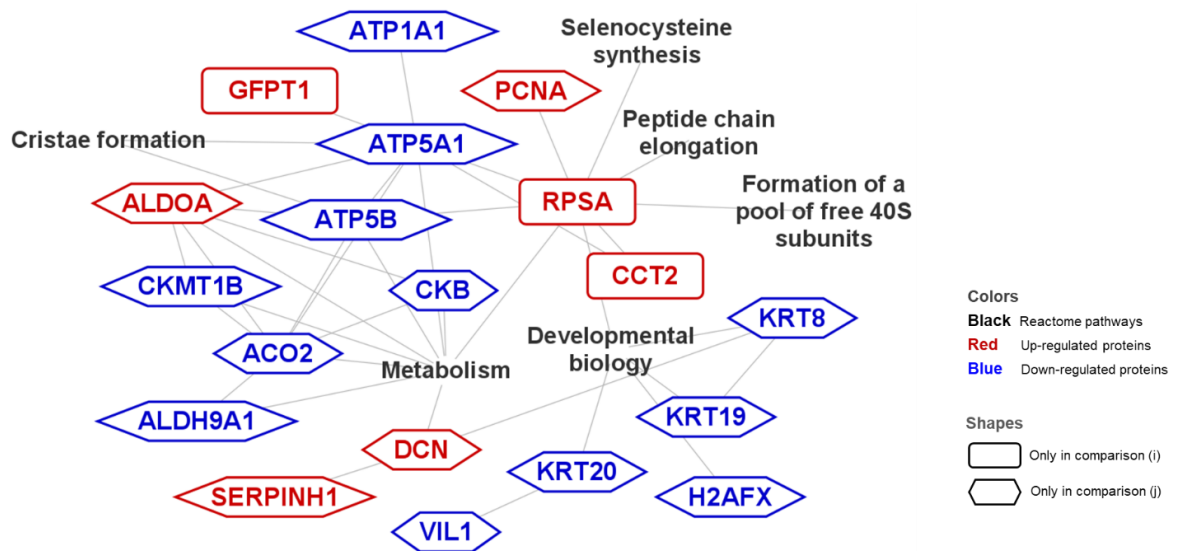 ATP1A1
Selenocysteine
synthesis
GFPT1
PCNA
Peptide chain
elongation
Cristae formation
ATP5A1
Formation of a
pool of free 40S
subunits
ALDOA
RPSA
ATP5B
CCT2
CKMT1B
CKB
KRT8
Developmental
biology
ACO2
Metabolism
ALDH9A1
KRT19
DCN
KRT20
SERPINH1
H2AFX
VIL1
Colors
Black Reactome pathways
Red Up-regulated proteins
Blue Down-regulated proteins
Shapes
Only in comparison (i)
Only in comparison (j)